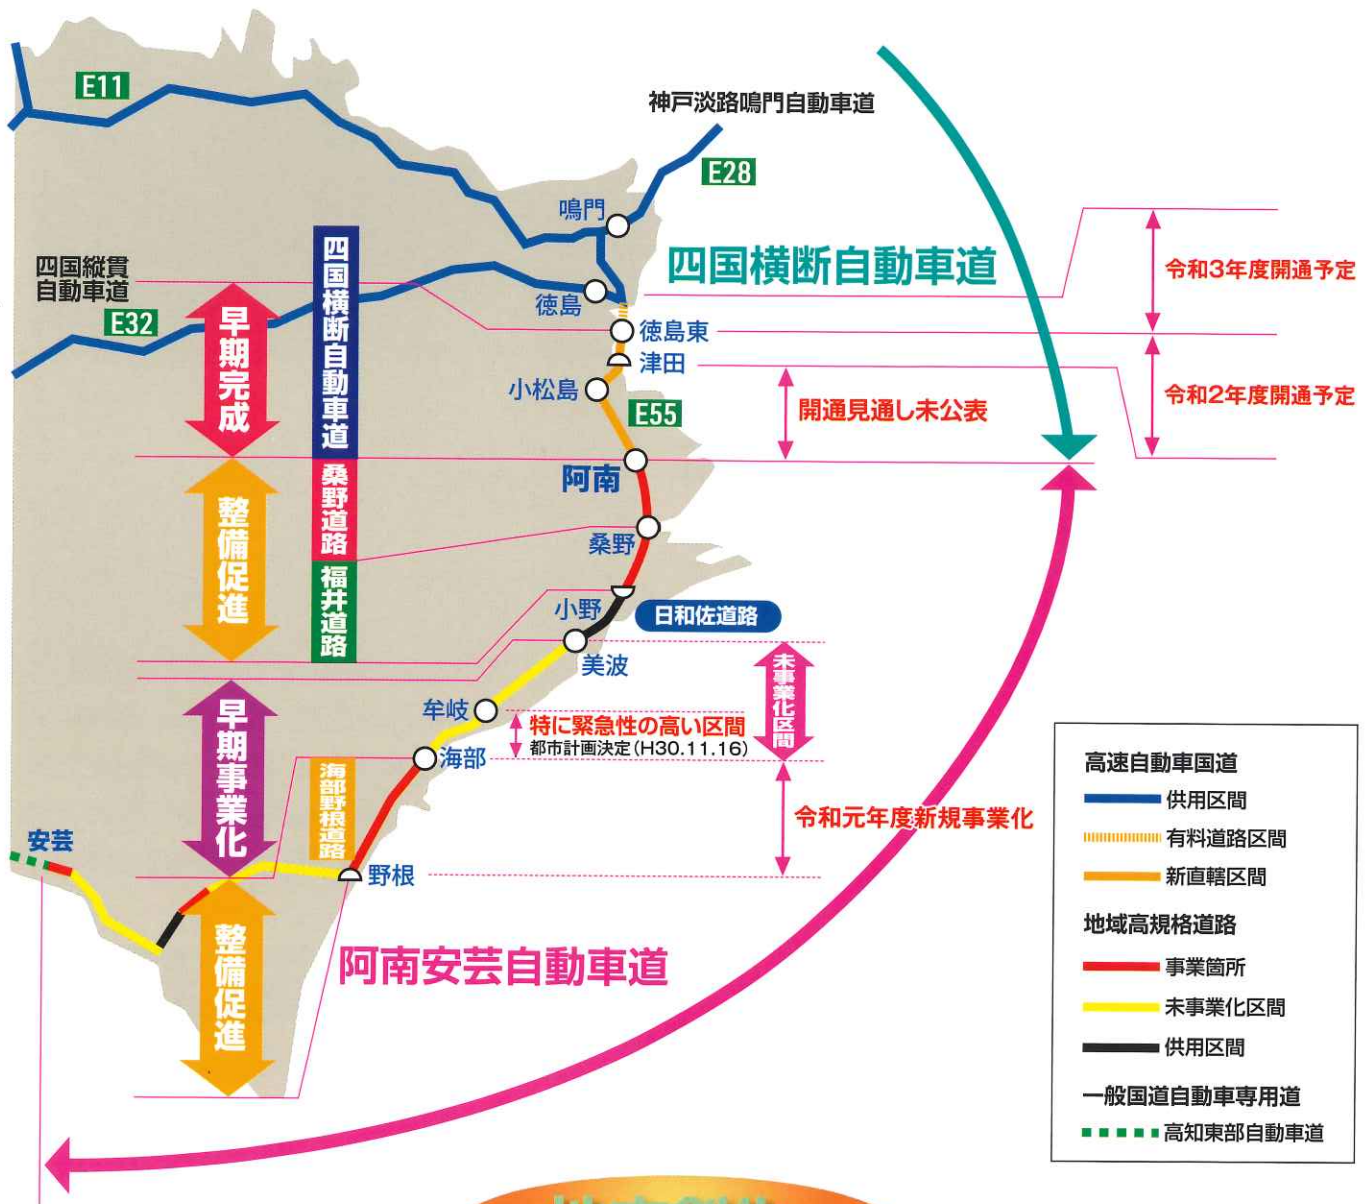 E11
神戸淡路鳴門自動車道
E28
鳴門
四国横断自動車道
四国縦貫
自動車道
E32
早期完成
四国横断自動車道
徳島
徳島東
津田
小松島
E55
阿南
令和3年度開通予定
令和2年度開通予定
開通見通し未公表
整備促進
桑野道路
桑野
福井道路
小野
日和佐道路
美波
未事業化区間
牟岐
特に緊急性の高い区間
都市計画決定(H30.11.16)
海部
早期事業化
海部野根道路
令和元年度新規事業化
安芸
野根
整備促進
阿南安芸自動車道
高速自動車国道
供用区間
有料道路区間
新直轄区間
地域高規格道路
事業箇所
未事業化区間
供用区間
一般国道自動車専用道
高知東部自動車道